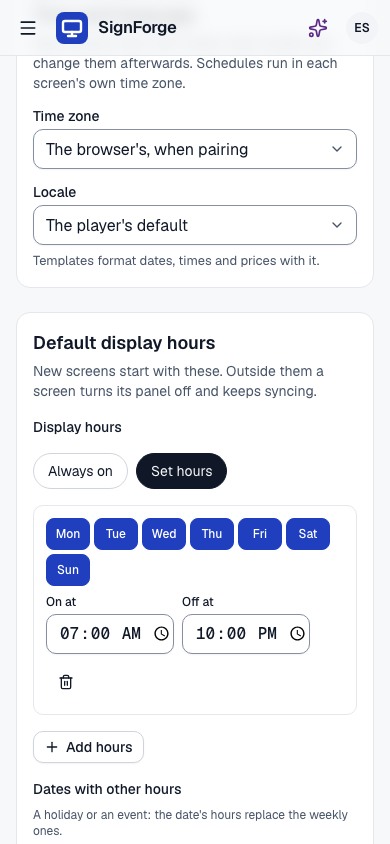 SignForge
ES
change them afterwards. Schedules run in each
screen's own time zone.
Time zone
The browser's, when pairing
Locale
The player's default
Templates format dates, times and prices with it.
Default display hours
New screens start with these. Outside them a
screen turns its panel off and keeps syncing.
Display hours
Always on
Set hours
Mon
Tue
Wed
Thu
Fri
Sat
Sun
On at
Off at
07:00 AM
10:00 PM
Add hours
Dates with other hours
A holiday or an event: the date's hours replace the weekly
ones.